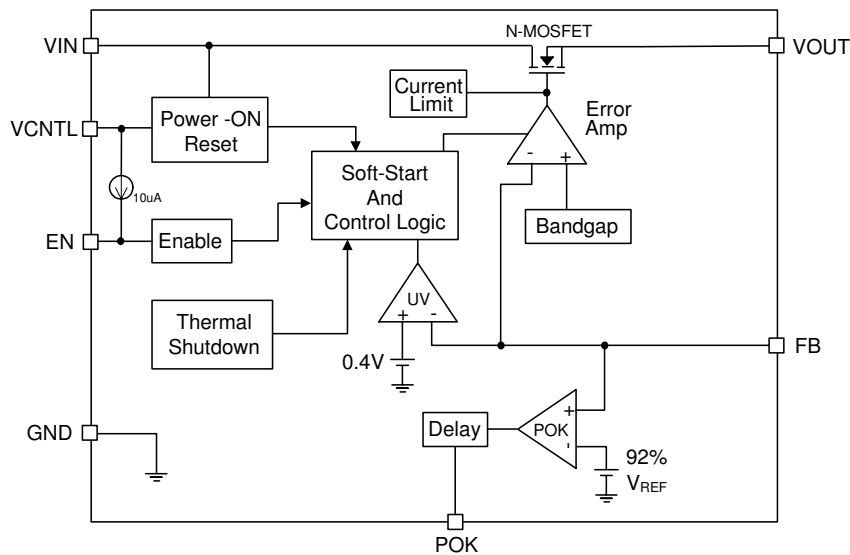 N-MOSFET
VIN
VOUT
Current
Limit
Error
Amp
VCNTL
Power -ON
Reset
- +
Soft-Start
And
Control Logic
10uA
EN
Enable
Bandgap
UV
+ -
Thermal
Shutdown
0.4V
FB
GND
Delay
+
POK
-
92%
VREF
POK